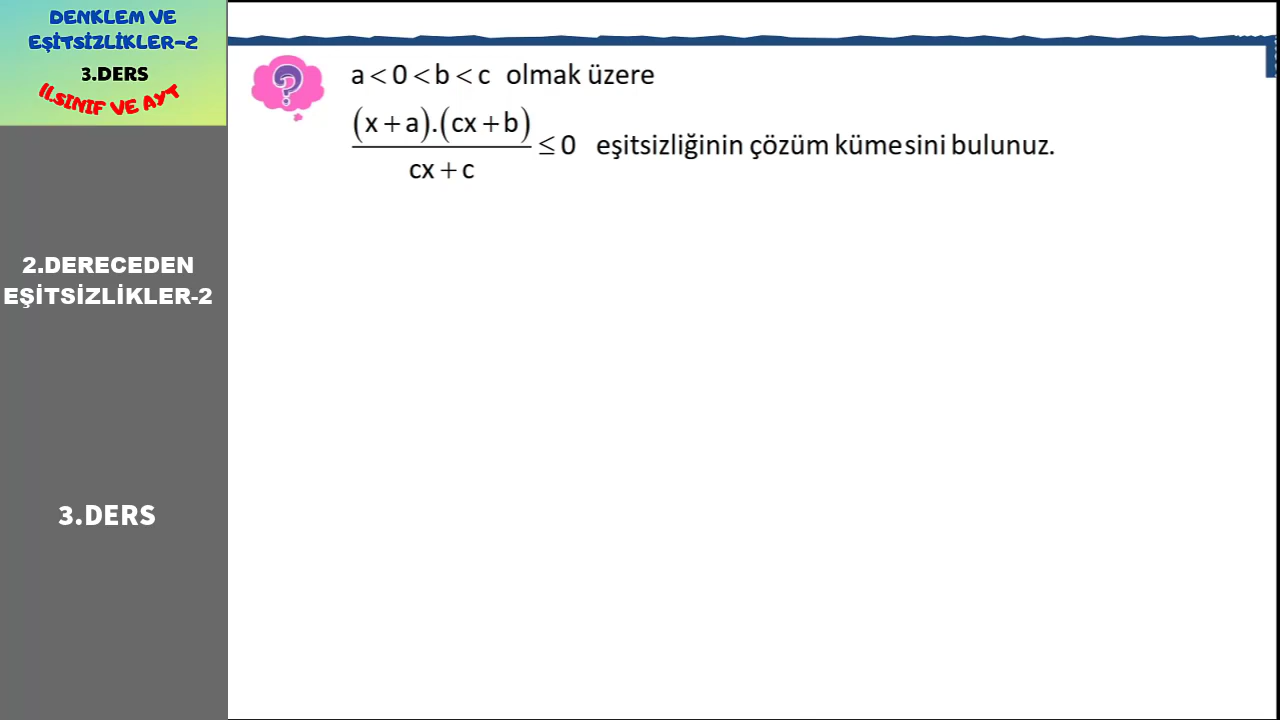 DENKLEM VE
EŞİTSİZLİKLER-2
3.DERS
11.SINIF VE AYT
2.DERECEDEN
EŞİTSİZLİKLER-2
3.DERS
?
a < 0 < b < c olmak üzere
(x + a).(cx + b)
≤ 0 eşitsizliğinin çözüm kümesini bulunuz.
cx + c